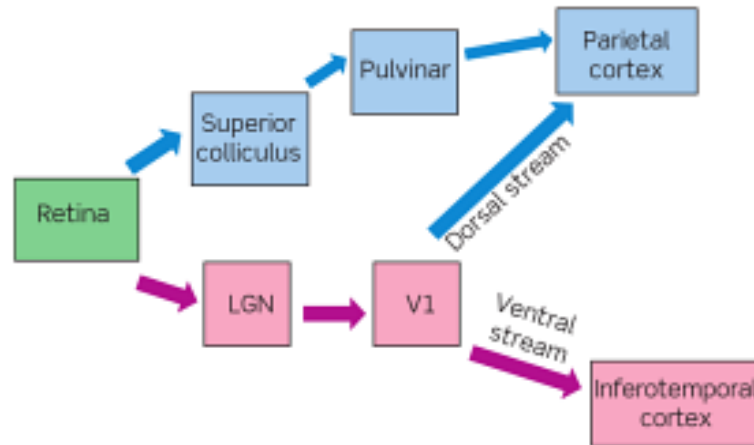 Parietal
cortex
Pulvinar
Superior
colliculus
Dorsal stream
Retina
LGN
V1
Ventral
stream
Inferotemporal
cortex